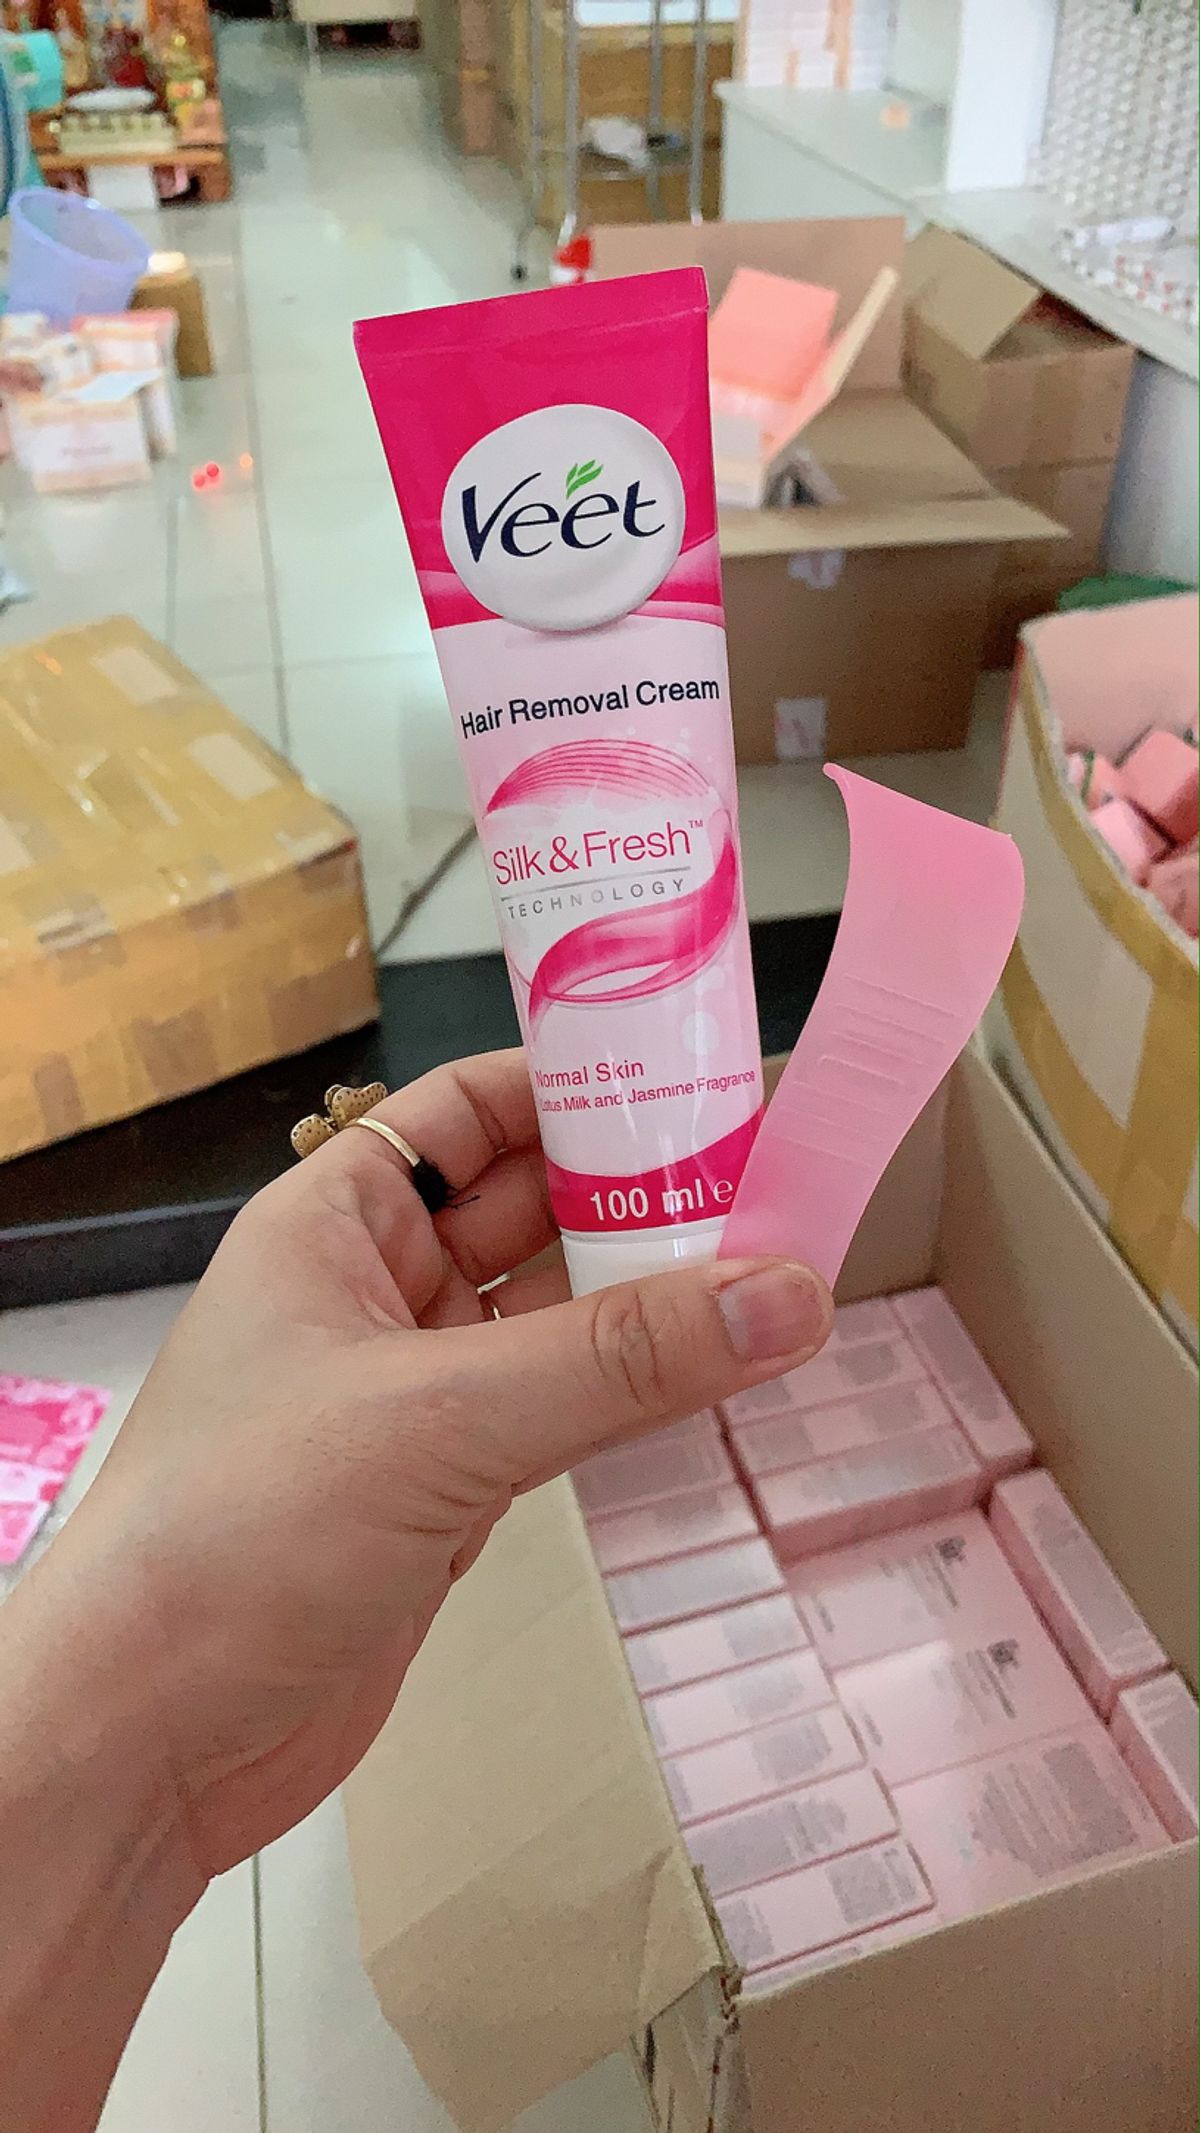 Veet
Hair Removal Cream
Silk & Fresh™
TECHNOLOGY
Normal Skin
Lotus Milk and Jasmine Fragrance
100 ml e